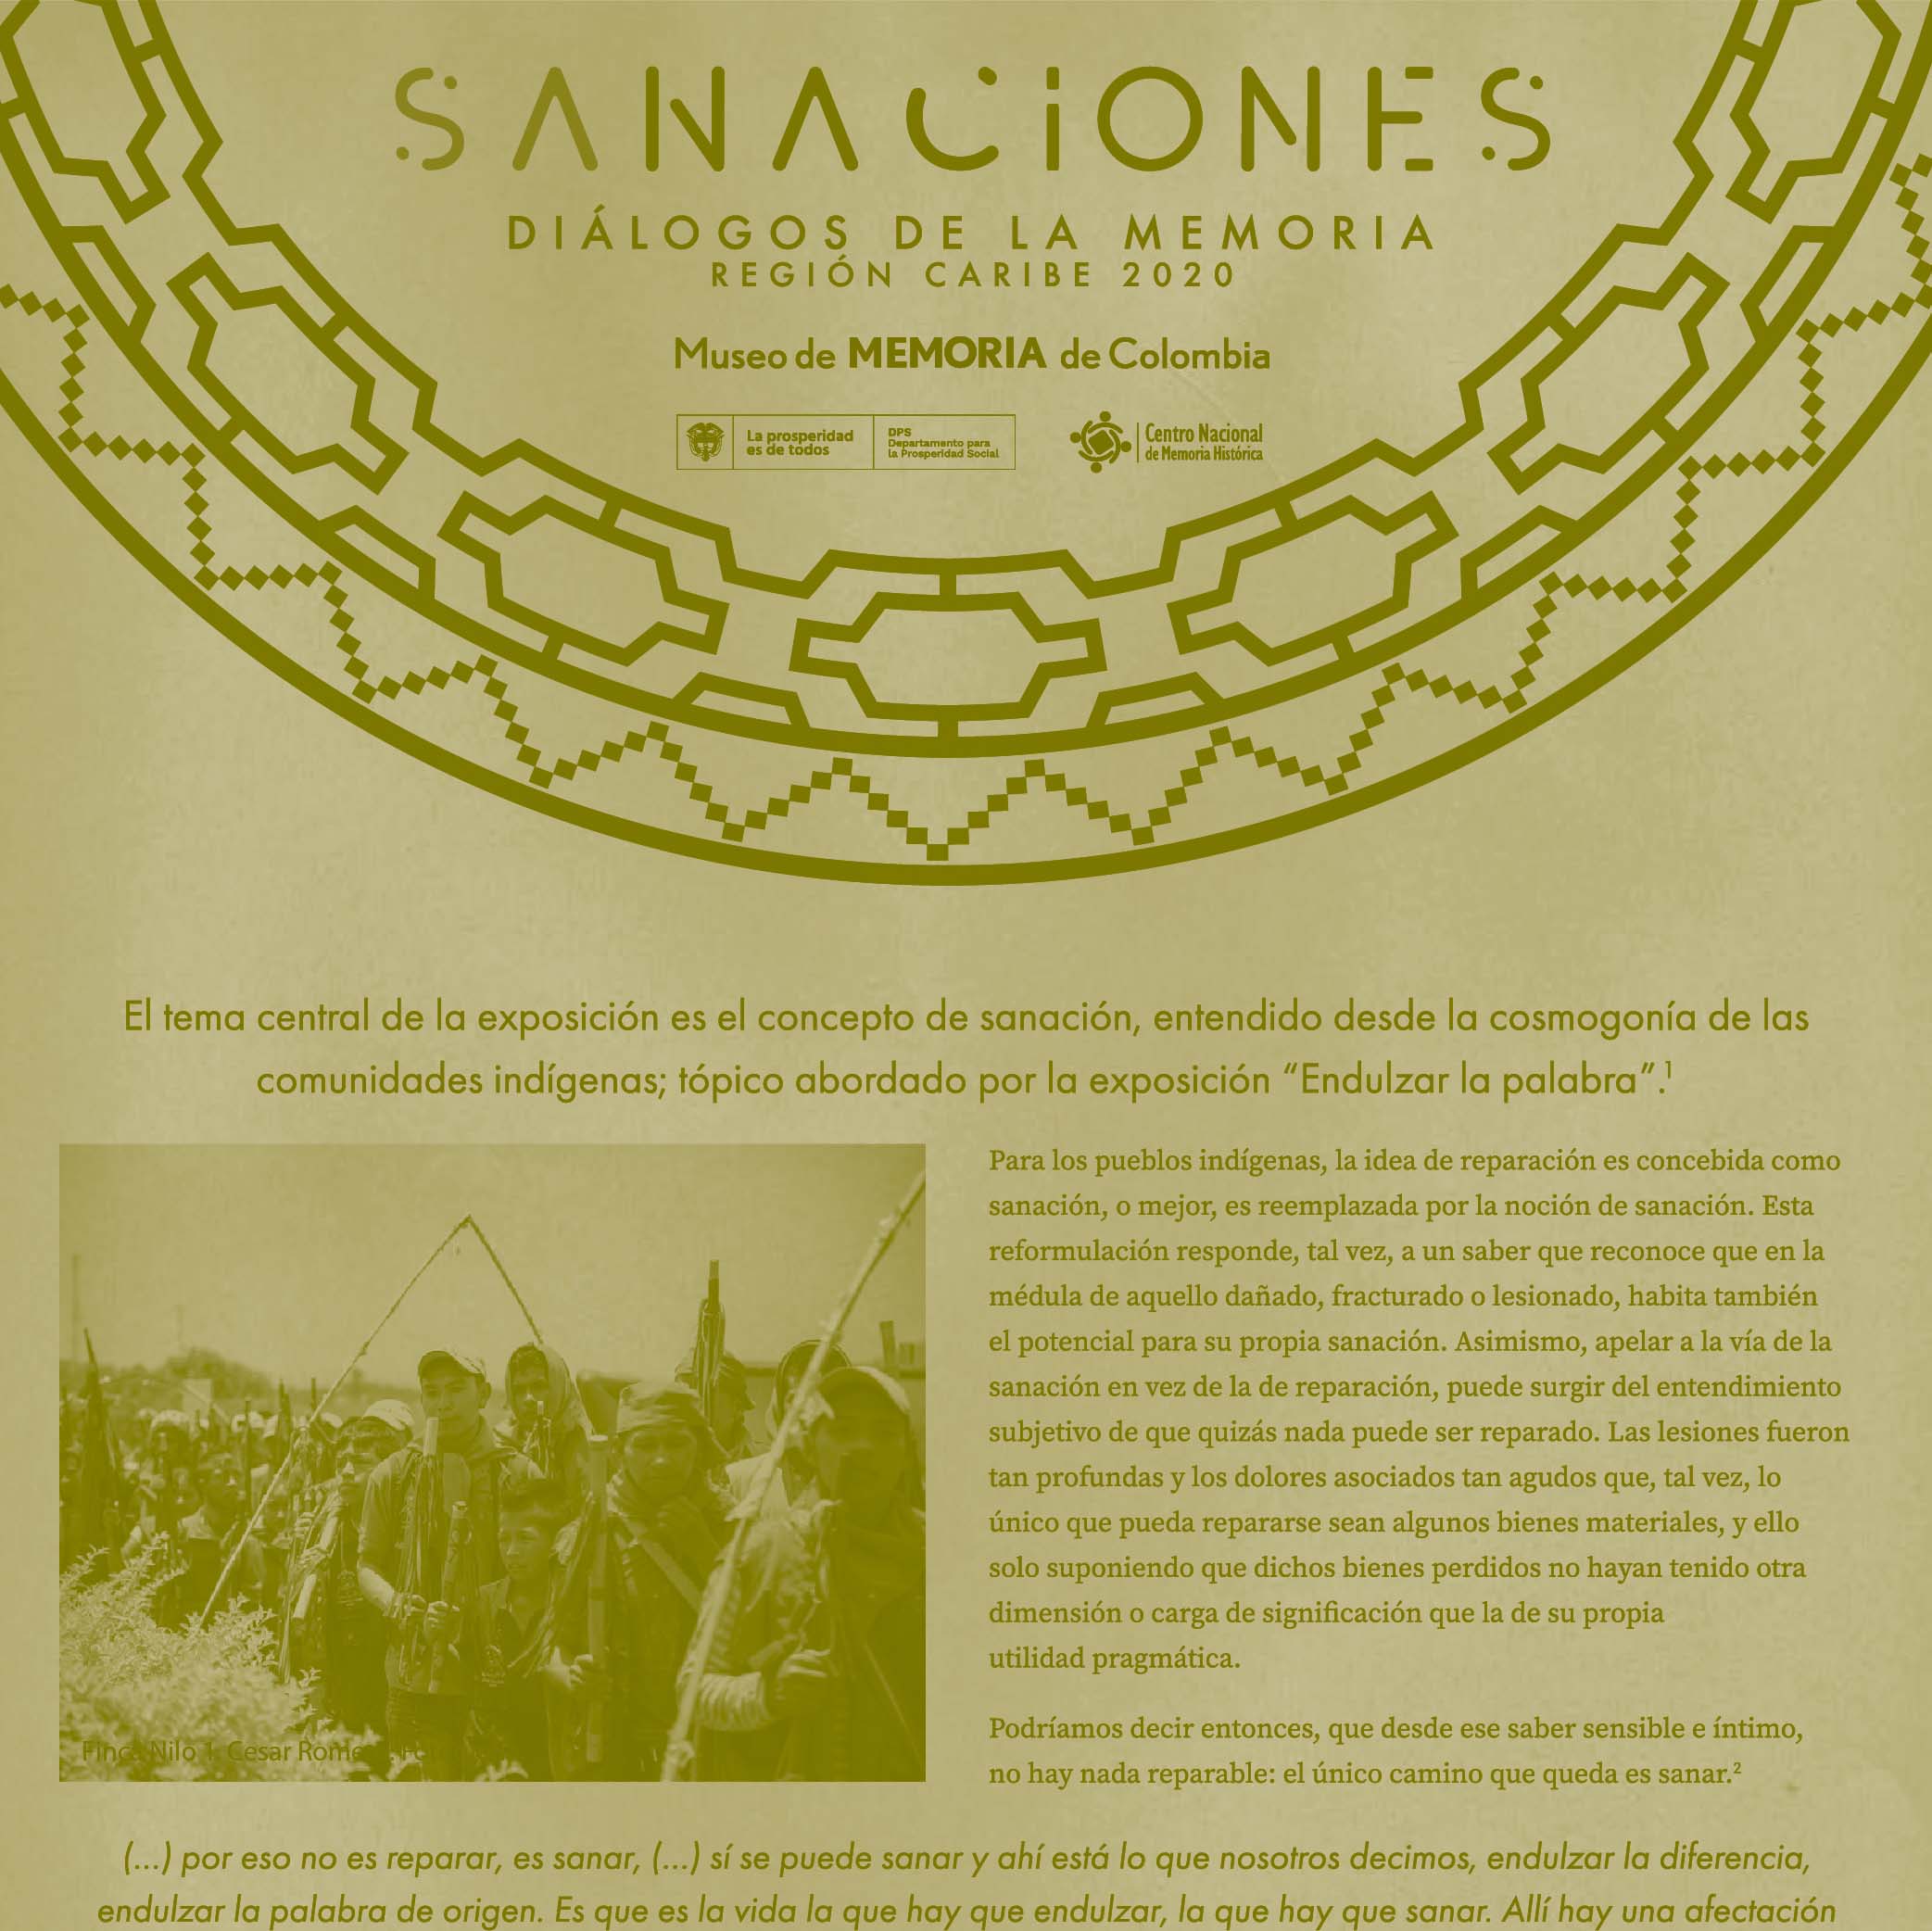 SANACIONES
DIÁLOGOS DE LA MEMORIA
REGIÓN CARIBE 2020
Museo de MEMORIA de Colombia
La prosperidad
es de todos
DPS
Departamento para
la Prosperidad Social
Centro Nacional
de Memoria Histórica
El tema central de la exposición es el concepto de sanación, entendido desde la cosmogonía de las
comunidades indígenas; tópico abordado por la exposición “Endulzar la palabra”.¹
Para los pueblos indígenas, la idea de reparación es concebida como
sanación, o mejor, es reemplazada por la noción de sanación. Esta
reformulación responde, tal vez, a un saber que reconoce que en la
médula de aquello dañado, fracturado o lesionado, habita también
el potencial para su propia sanación. Asimismo, apelar a la vía de la
sanación en vez de la de reparación, puede surgir del entendimiento
subjetivo de que quizás nada puede ser reparado. Las lesiones fueron
tan profundas y los dolores asociados tan agudos que, tal vez, lo
único que pueda repararse sean algunos bienes materiales, y ello
solo suponiendo que dichos bienes perdidos no hayan tenido otra
dimensión o carga de significación que la de su propia
utilidad pragmática.
Podríamos decir entonces, que desde ese saber sensible e íntimo,
no hay nada reparable: el único camino que queda es sanar.²
Finca Nilo 1. Cesar
(...) por eso no es reparar, es sanar, (...) sí se puede sanar y ahí está lo que nosotros decimos, endulzar la diferencia,
endulzar la palabra de origen. Es que es la vida la que hay que endulzar, la que hay que sanar. Allí hay una afectación